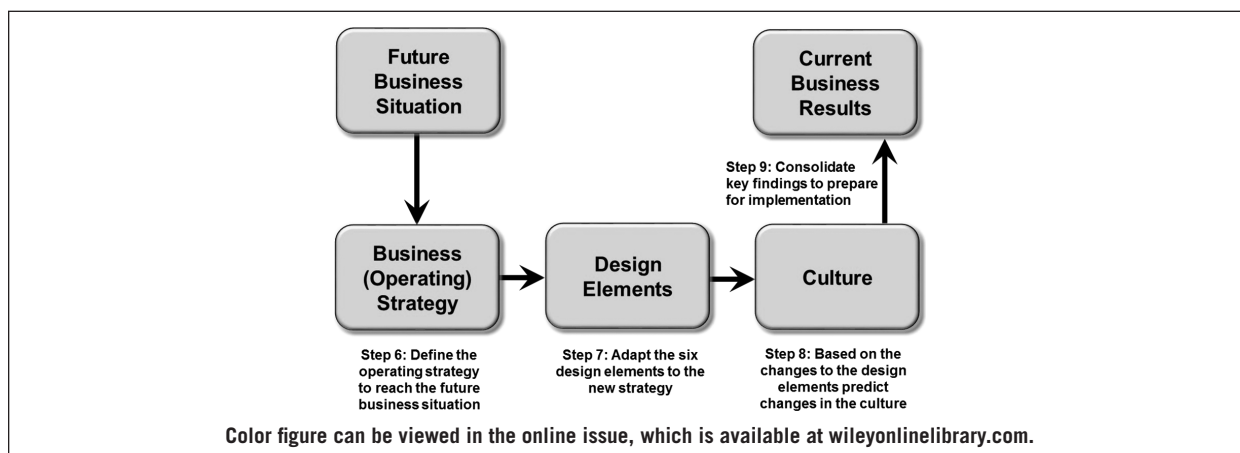 Future
Business
Situation
Current
Business
Results
Step 9: Consolidate
key findings to prepare
for implementation
Business
(Operating)
Strategy
Design
Elements
Culture
Step 6: Define the
operating strategy
to reach the future
business situation
Step 7: Adapt the six
design elements to the
new strategy
Step 8: Based on the
changes to the design
elements predict
changes in the culture
Color figure can be viewed in the online issue, which is available at wileyonlinelibrary.com.